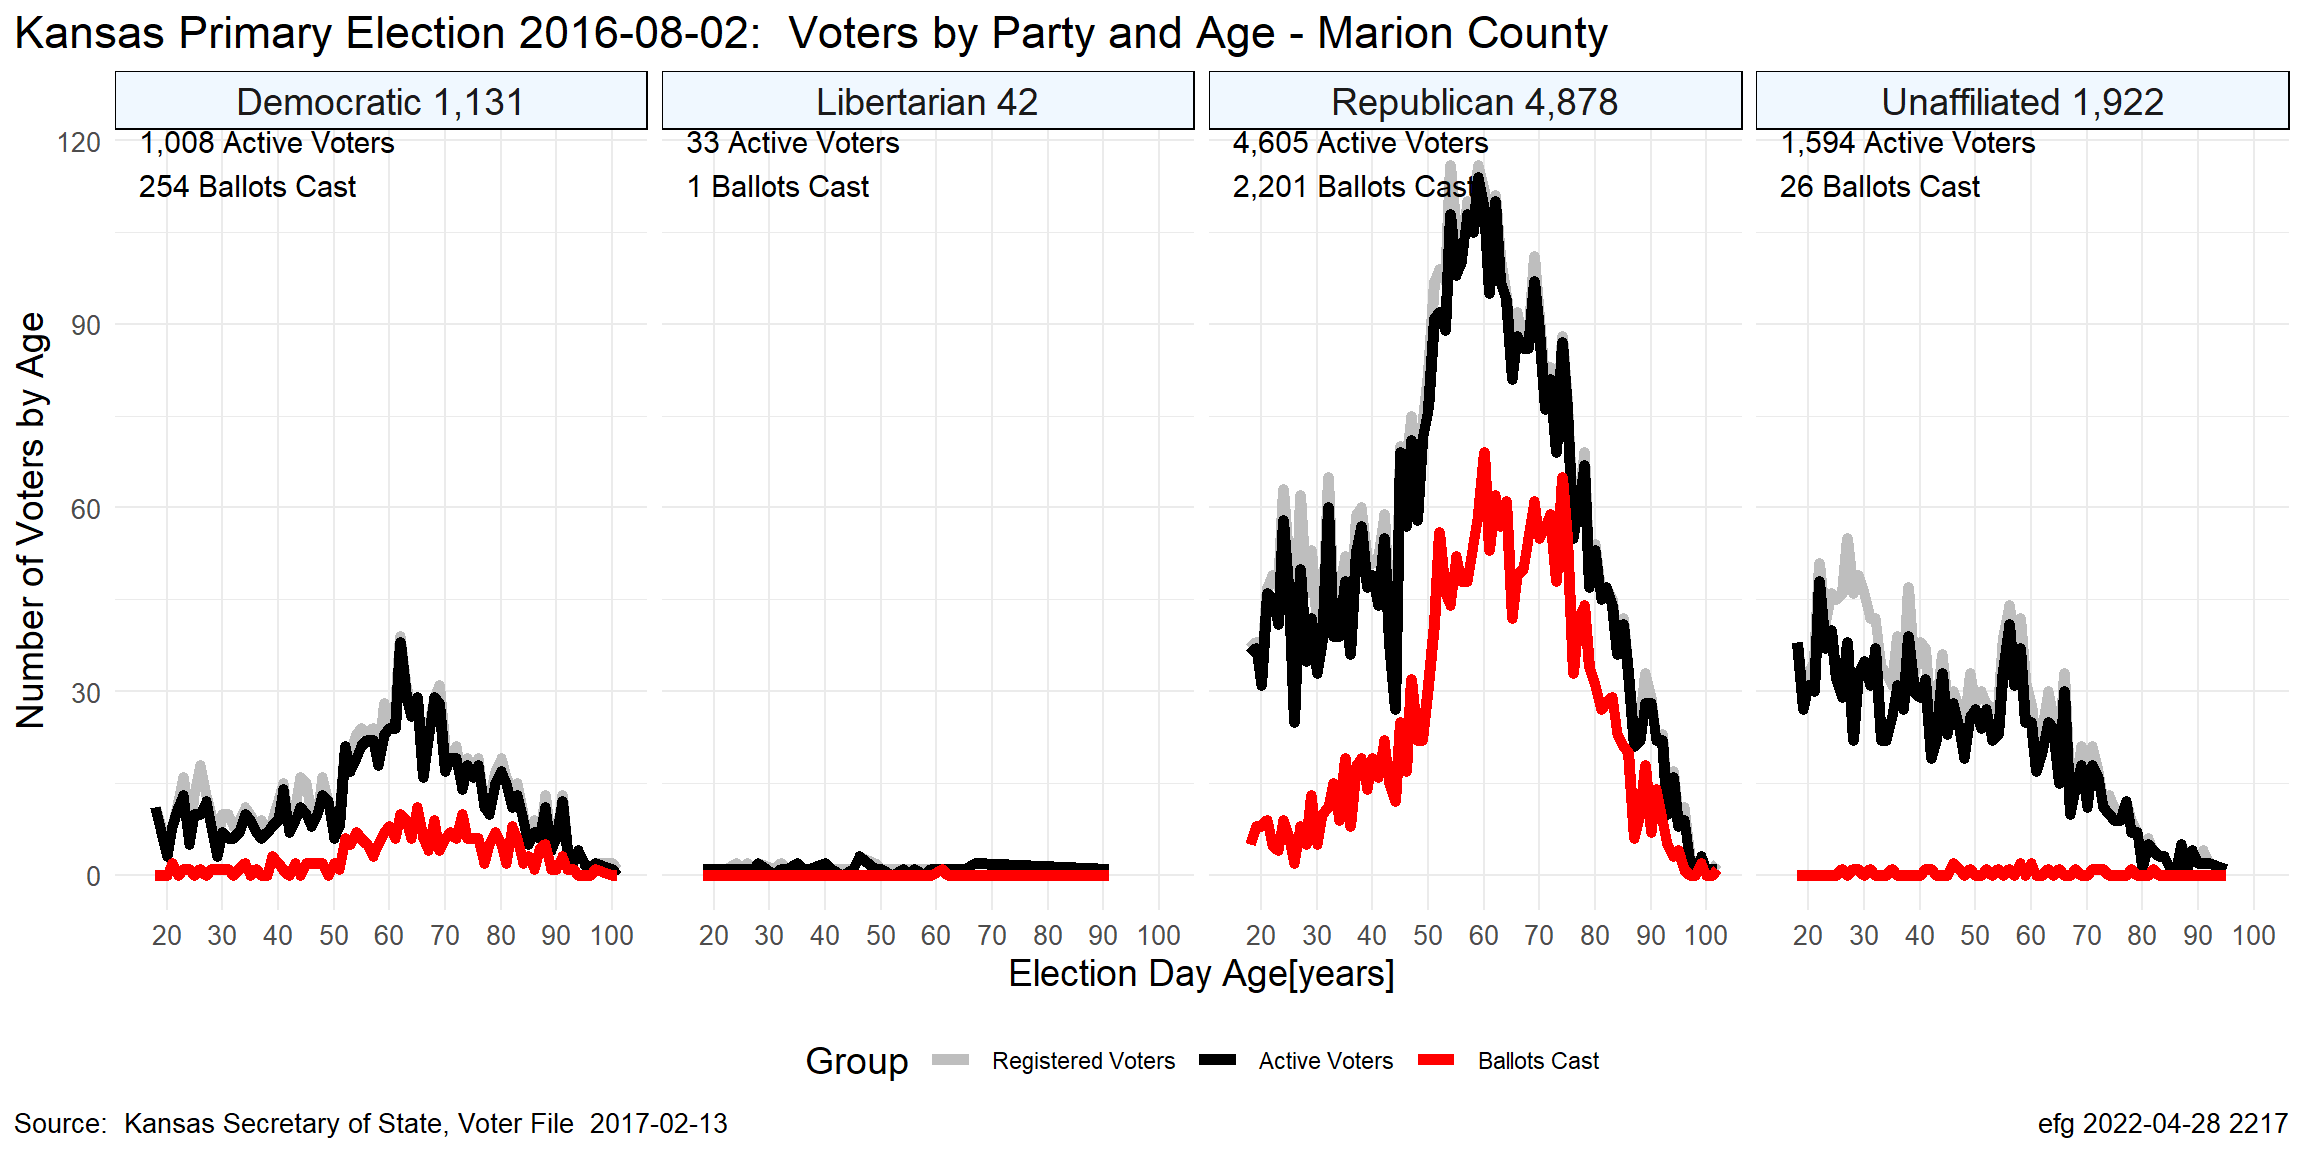 Kansas Primary Election 2016-08-02:  Voters by Party and Age - Marion County
Democratic 1,131
Libertarian 42
Republican 4,878
Unaffiliated 1,922
1,008 Active Voters
254 Ballots Cast
33 Active Voters
1 Ballots Cast
4,605 Active Voters
2,201 Ballots Cast
1,594 Active Voters
26 Ballots Cast
Number of Voters by Age
120
90
60
30
0
20 30 40 50 60 70 80 90 100
20 30 40 50 60 70 80 90 100
20 30 40 50 60 70 80 90 100
20 30 40 50 60 70 80 90 100
Election Day Age[years]
Group Registered Voters Active Voters Ballots Cast
Source:  Kansas Secretary of State, Voter File  2017-02-13
efg 2022-04-28 2217